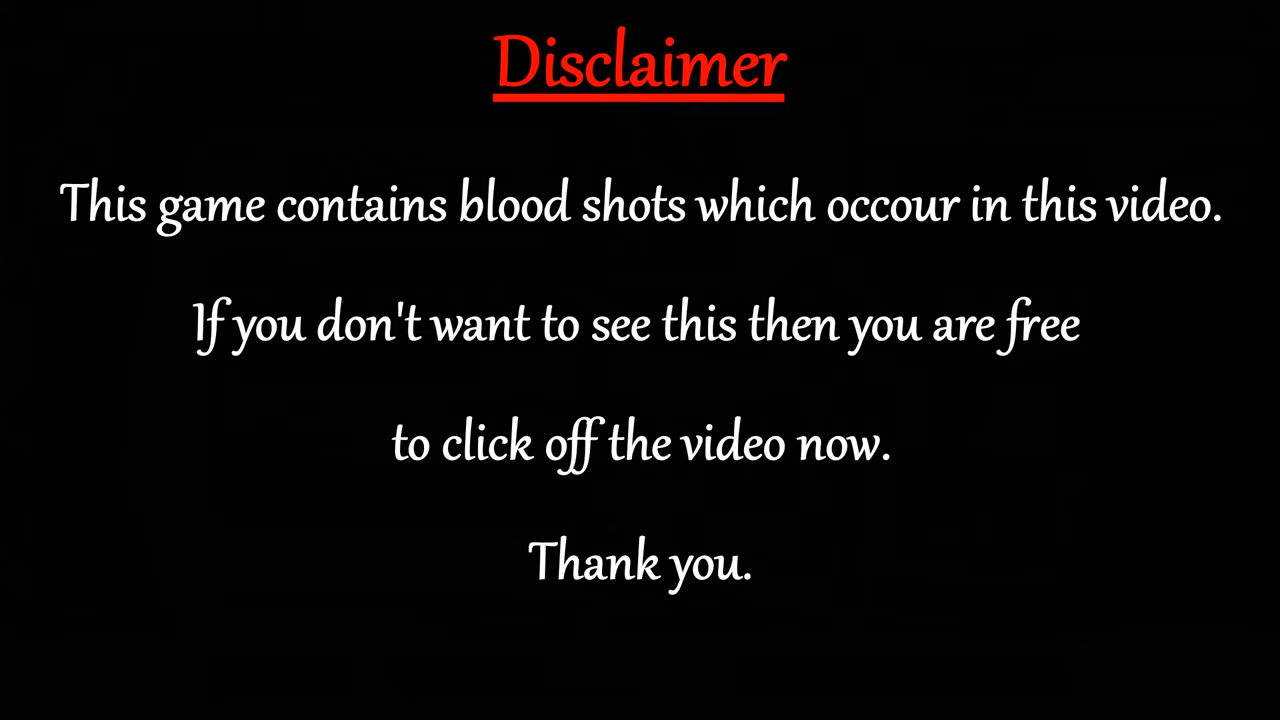 Disclaimer
This game contains blood shots which occour in this video.
If you don't want to see this then you are free
to click off the video now.
Thank you.